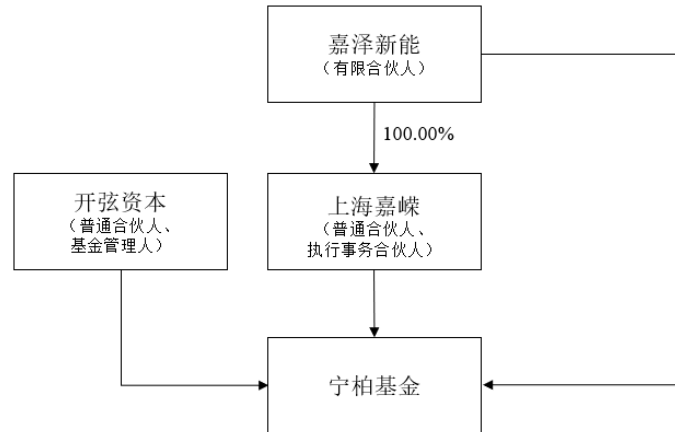 嘉泽新能
（有限合伙人）
100.00%
开弦资本
（普通合伙人、
基金管理人）
上海嘉嵘
（普通合伙人、
执行事务合伙人）
宁柏基金